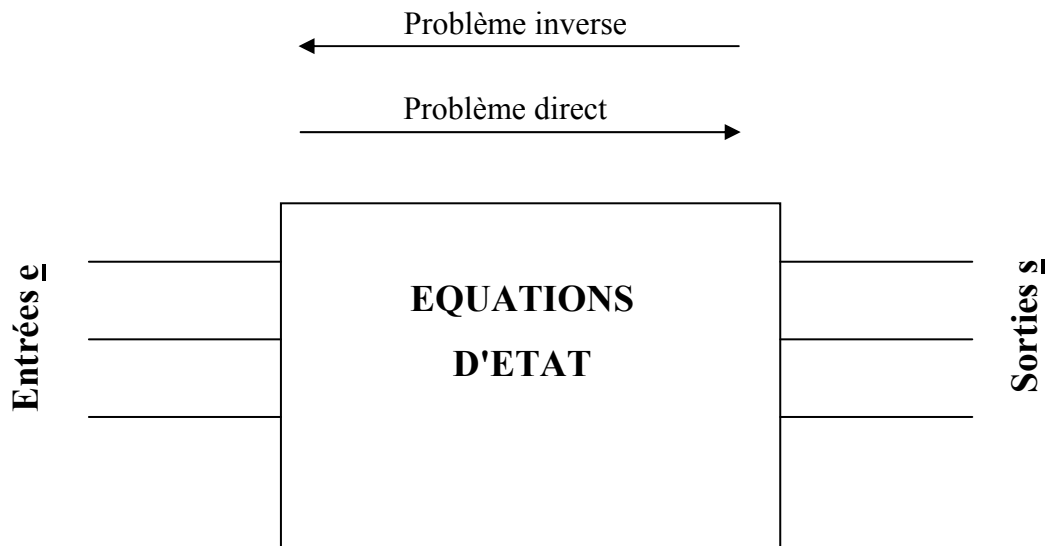 Problème inverse
Problème direct
Entrées e
EQUATIONS
D'ETAT
Sorties s